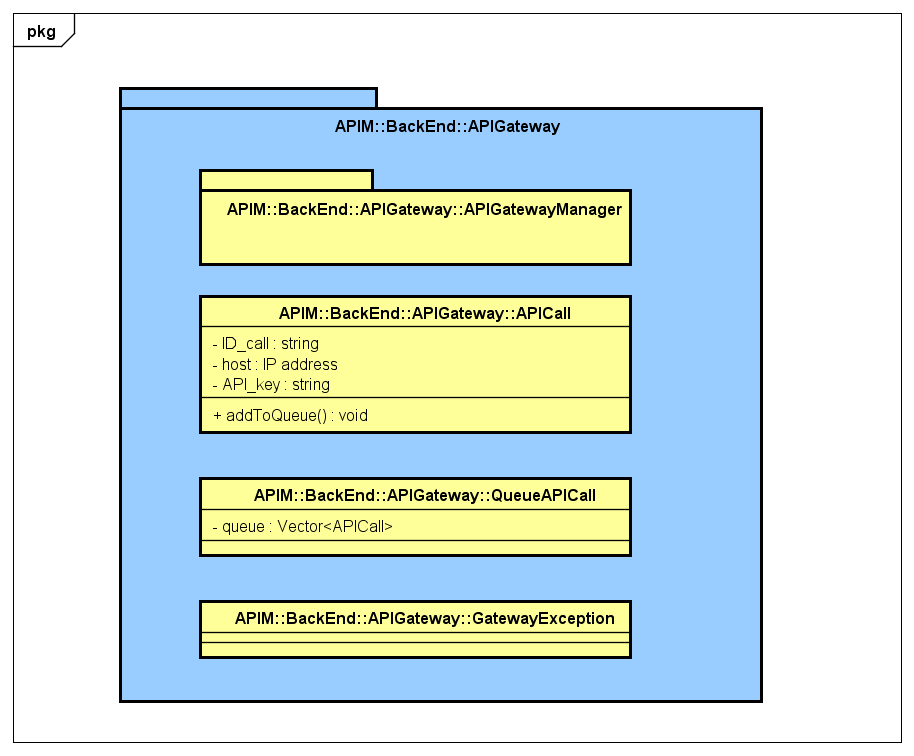 pkg
APIM::BackEnd::APIGateway
APIM::BackEnd::APIGateway::APIGatewayManager
APIM::BackEnd::APIGateway::APICall
- ID_call : string
- host : IP address
- API_key : string
+ addToQueue() : void
APIM::BackEnd::APIGateway::QueueAPICall
- queue : Vector<APICall>
APIM::BackEnd::APIGateway::GatewayException